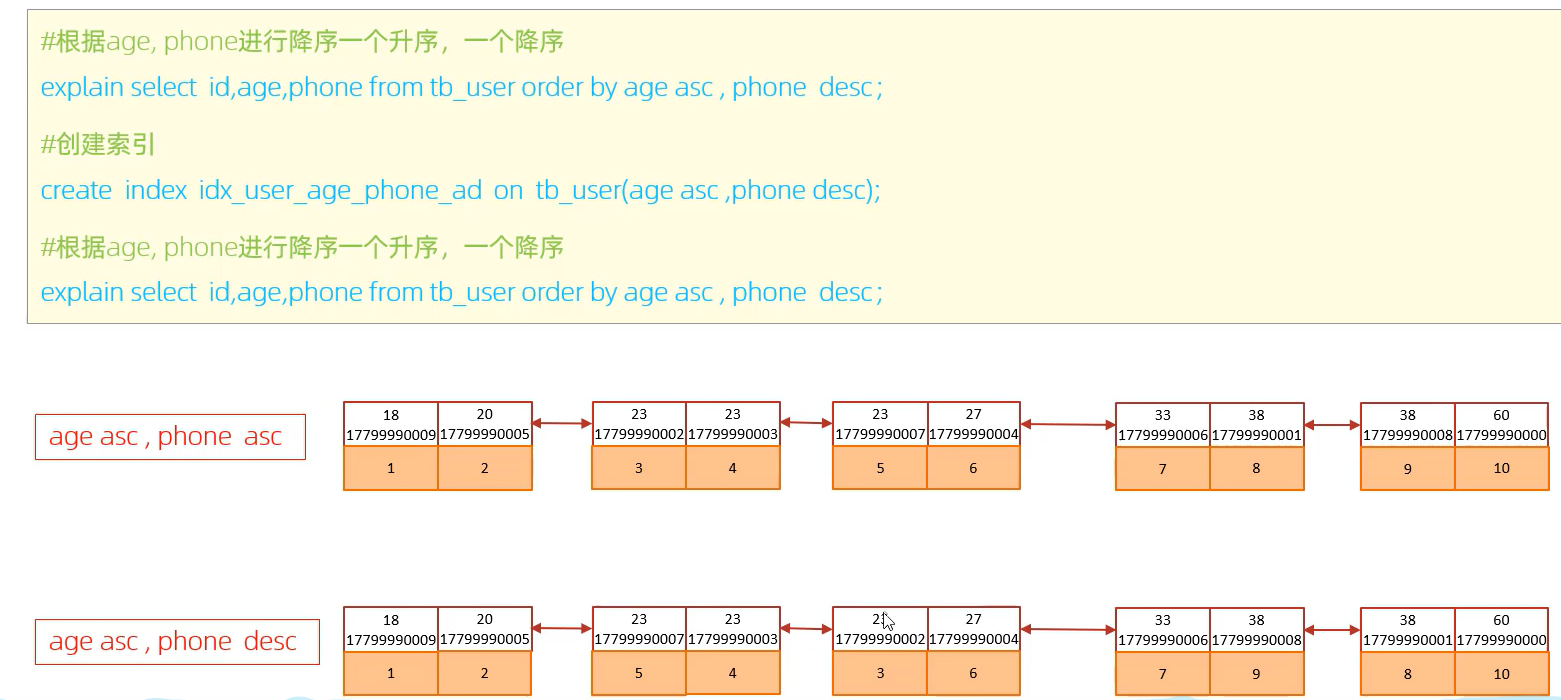 #根据age, phone进行降序一个升序，一个降序
explain select id,age,phone from tb_user order by age asc , phone desc ;
#创建索引
create index idx_user_age_phone_ad on tb_user(age asc ,phone desc);
#根据age, phone进行降序一个升序，一个降序
explain select id,age,phone from tb_user order by age asc , phone desc ;
age asc , phone asc
18 20 23 23 23 27 33 38 38 60
17799990009 17799990005 17799990002 17799990003 17799990007 17799990004 17799990006 17799990001 17799990008 17799990000
1 2 3 4 5 6 7 8 9 10
age asc , phone desc
18 20 23 23 27 33 38 38 60
17799990009 17799990005 17799990007 17799990003 17799990002 17799990004 17799990006 17799990008 17799990001 17799990000
1 2 5 4 3 6 7 9 8 10